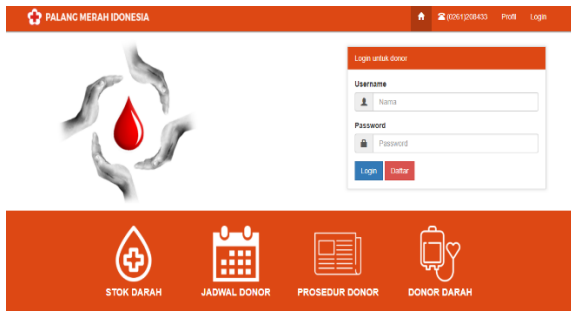 PALANG MERAH IDONESIA
(0261)208433 Profil Login
Login untuk donor
Username
Nama
Password
Password
Login Daftar
STOK DARAH JADWAL DONOR PROSEDUR DONOR DONOR DARAH